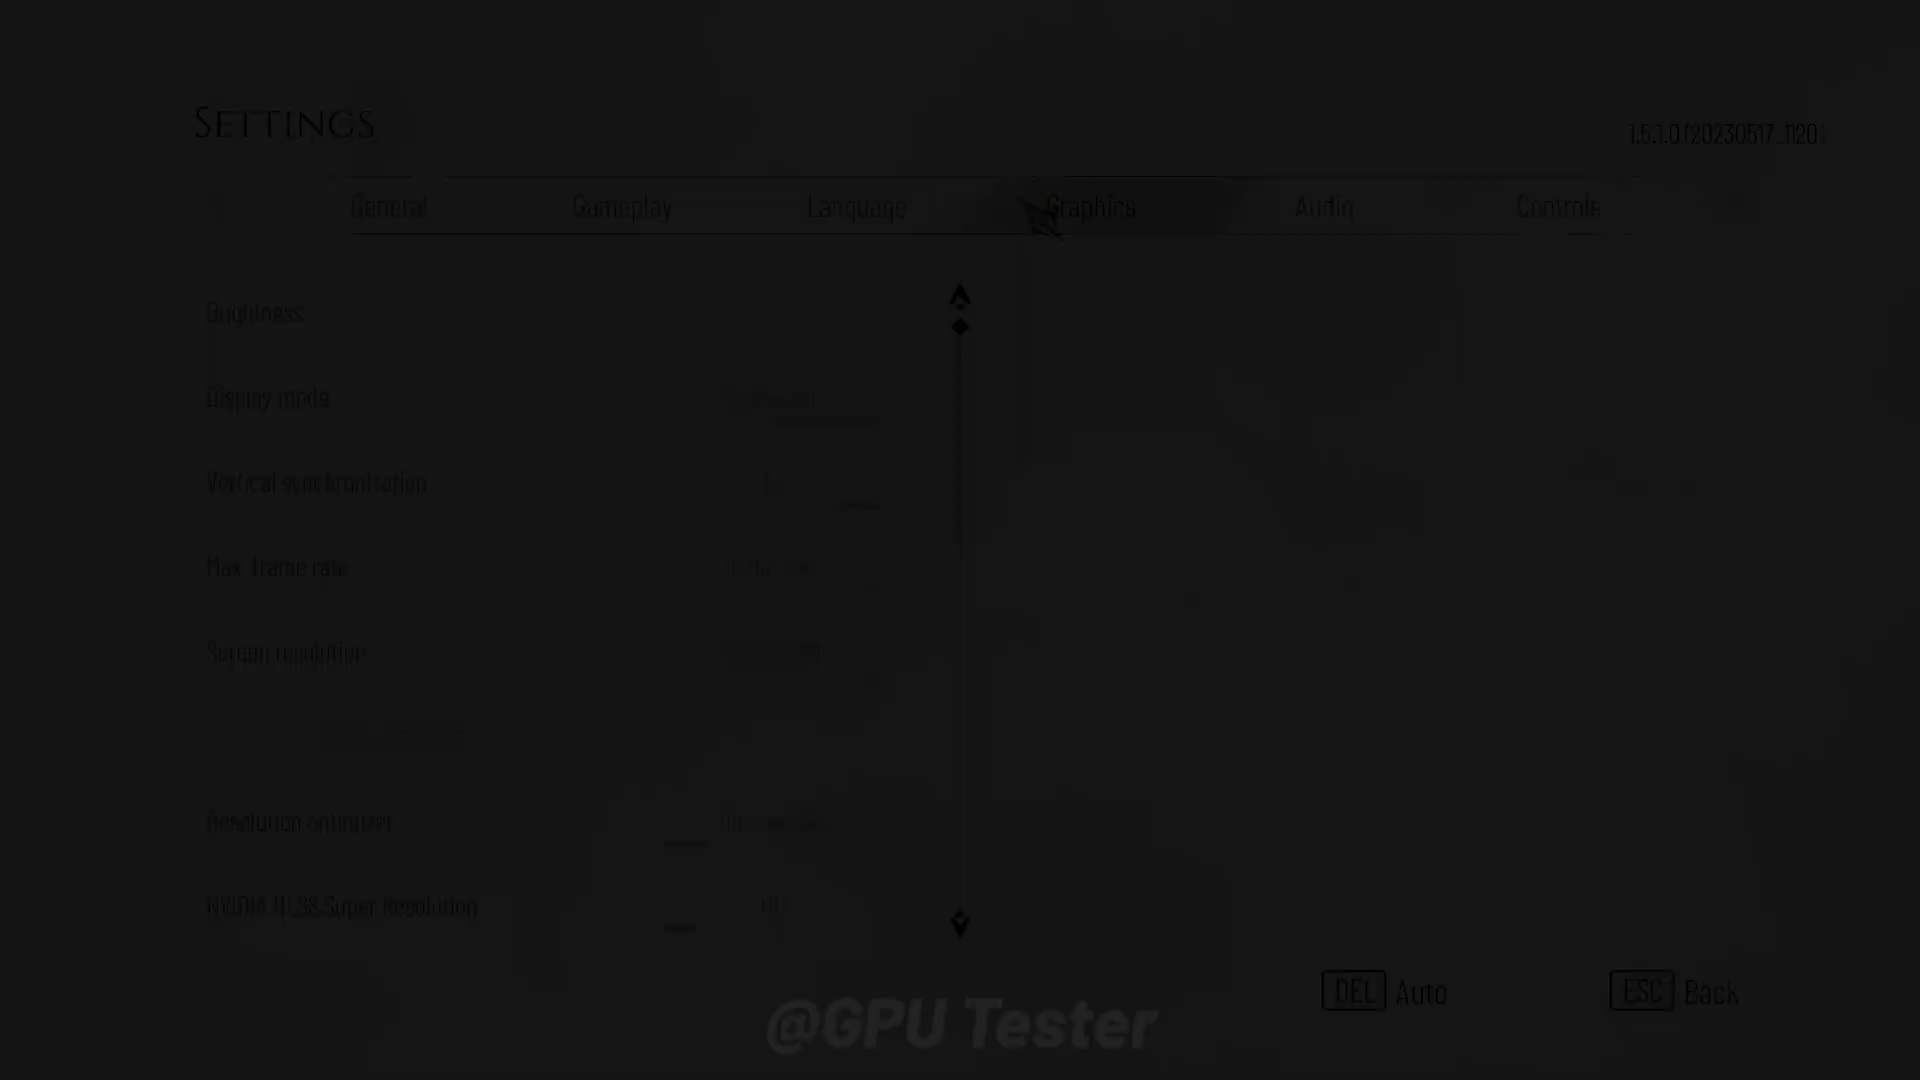 SETTINGS
1.5.1.0 (20230517_1120)
General Gameplay Language Graphics Audio Controls
Brightness
Display mode
Vertical synchronisation
Max. frame rate
Screen resolution
Resolution optimizer
NVIDIA DLSS Super Resolution
DEL Auto ESC Back
@GPU Tester